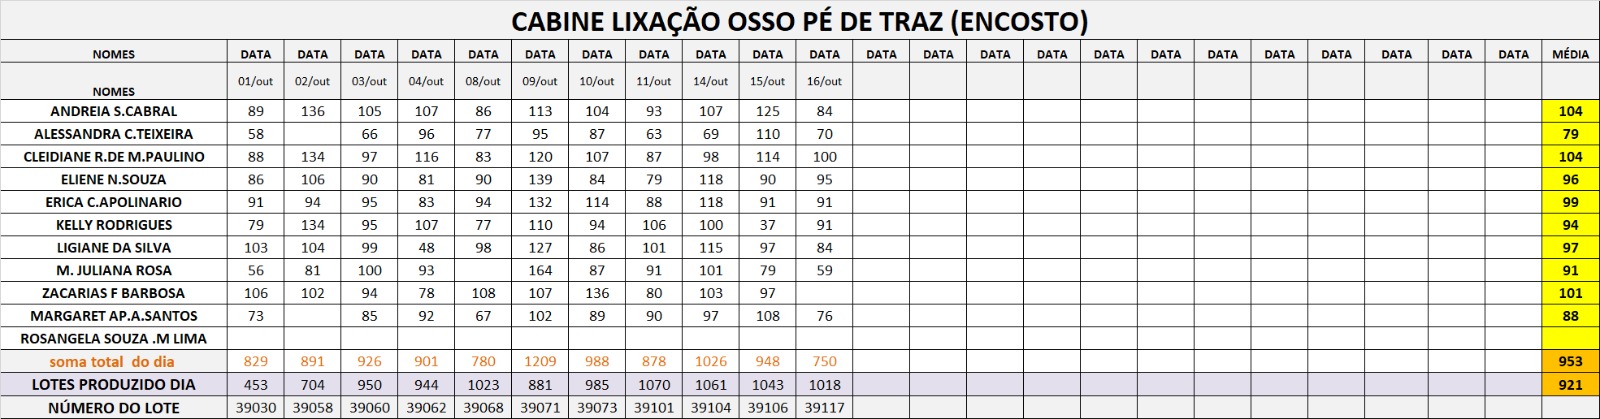 CABINE LIXAÇÃO OSSO PÉ DE TRAZ (ENCOSTO)
NOMES DATA DATA DATA DATA DATA DATA DATA DATA DATA DATA DATA DATA DATA DATA DATA DATA DATA DATA DATA DATA DATA DATA DATA MÉDIA
NOMES 01/out 02/out 03/out 04/out 08/out 09/out 10/out 11/out 14/out 15/out 16/out
ANDREIA S.CABRAL 89 136 105 107 86 113 104 93 107 125 84 104
ALESSANDRA C.TEIXEIRA 58 66 96 77 95 87 63 69 110 70 79
CLEIDIANE R.DE M.PAULINO 88 134 97 116 83 120 107 87 98 114 100 104
ELIENE N.SOUZA 86 106 90 81 90 139 84 79 118 90 95 96
ERICA C.APOLINARIO 91 94 95 83 94 132 114 88 118 91 91 99
KELLY RODRIGUES 79 134 95 107 77 110 94 106 100 37 91 94
LIGIANE DA SILVA 103 104 99 48 98 127 86 101 115 97 84 97
M. JULIANA ROSA 56 81 100 93 164 87 91 101 79 59 91
ZACARIAS F BARBOSA 106 102 94 78 108 107 136 80 103 97 101
MARGARET AP.A.SANTOS 73 85 92 67 102 89 90 97 108 76 88
ROSANGELA SOUZA .M LIMA
soma total do dia 829 891 926 901 780 1209 988 878 1026 948 750 953
LOTES PRODUZIDO DIA 453 704 950 944 1023 881 985 1070 1061 1043 1018 921
NÚMERO DO LOTE 39030 39058 39060 39062 39068 39071 39073 39101 39104 39106 39117